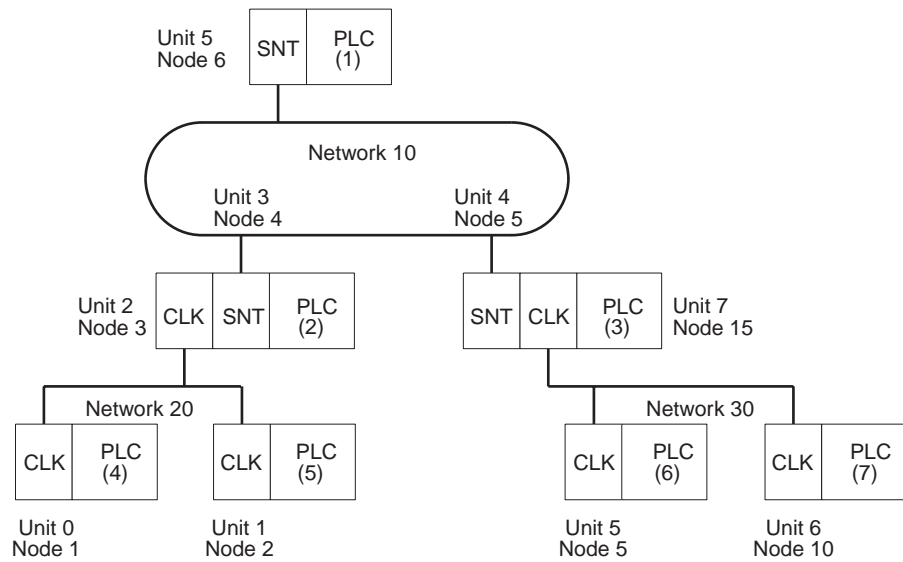 Unit 5
Node 6
SNT
PLC
(1)
Network 10
Unit 3
Node 4
Unit 4
Node 5
Unit 2
Node 3
CLK
SNT
PLC
(2)
SNT
CLK
PLC
(3)
Unit 7
Node 15
Network 20
Network 30
CLK
PLC
(4)
CLK
PLC
(5)
CLK
PLC
(6)
CLK
PLC
(7)
Unit 0
Node 1
Unit 1
Node 2
Unit 5
Node 5
Unit 6
Node 10